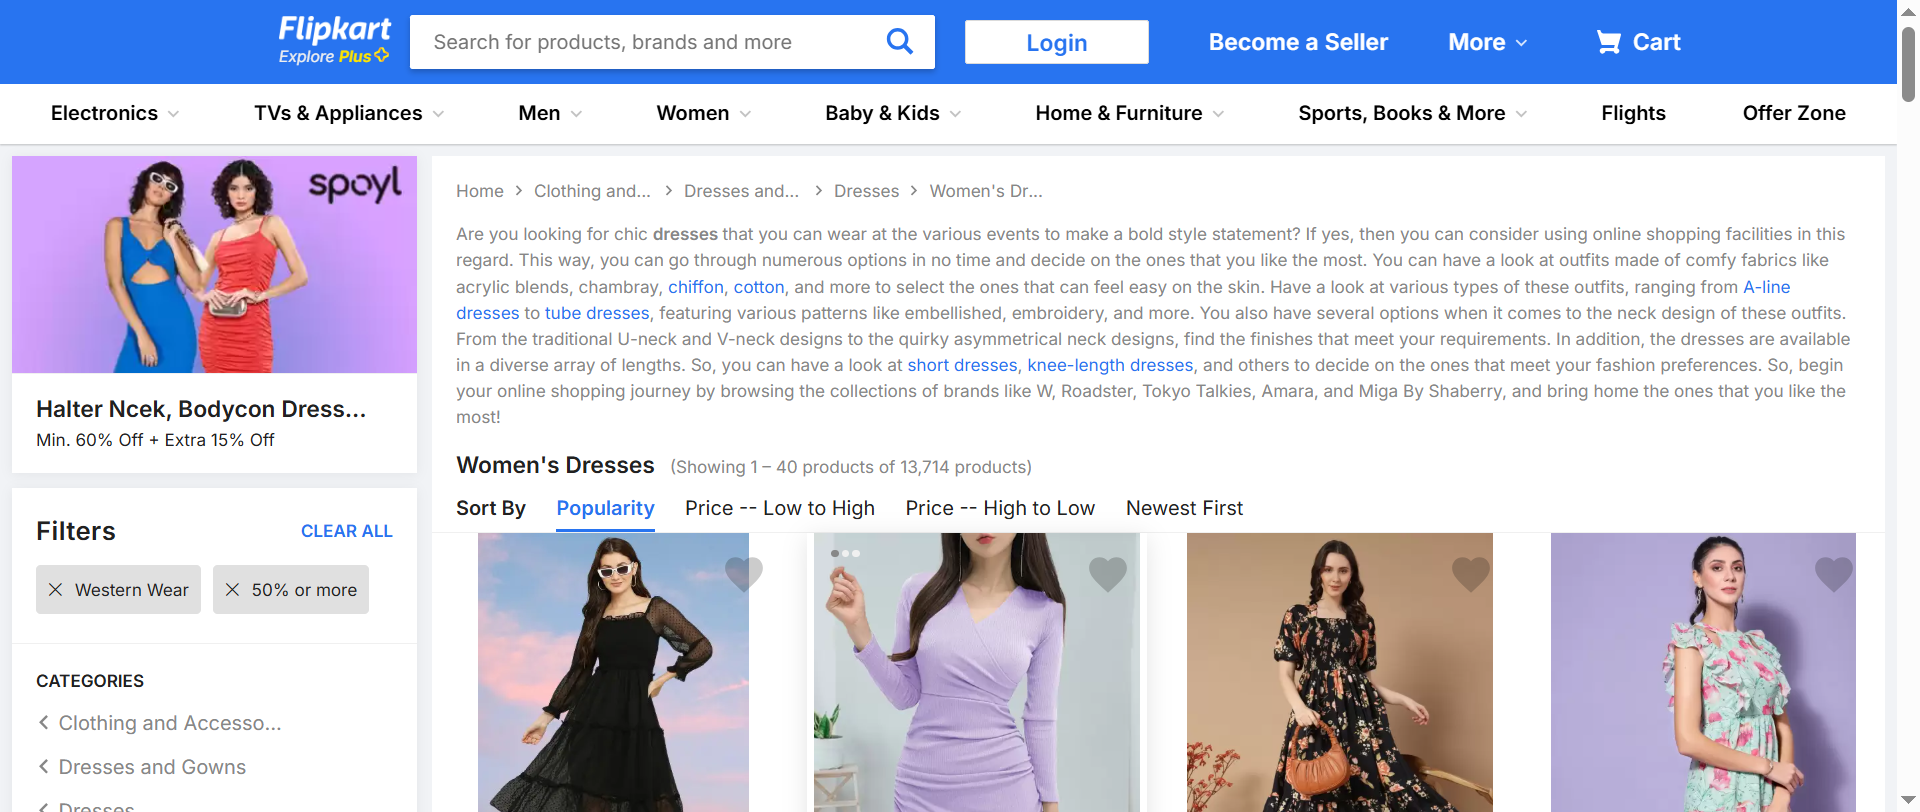 Flipkart
Explore Plus
Search for products, brands and more
Login
Become a Seller
More
Cart
Electronics
TVs & Appliances
Men
Women
Baby & Kids
Home & Furniture
Sports, Books & More
Flights
Offer Zone
spoyl
Halter Ncek, Bodycon Dress...
Min. 60% Off + Extra 15% Off
Filters
CLEAR ALL
Western Wear
50% or more
CATEGORIES
Clothing and Accesso...
Dresses and Gowns
Dresses
Home
Clothing and...
Dresses and...
Dresses
Women's Dr...
Are you looking for chic dresses that you can wear at the various events to make a bold style statement? If yes, then you can consider using online shopping facilities in this
regard. This way, you can go through numerous options in no time and decide on the ones that you like the most. You can have a look at outfits made of comfy fabrics like
acrylic blends, chambray, chiffon, cotton, and more to select the ones that can feel easy on the skin. Have a look at various types of these outfits, ranging from A-line
dresses to tube dresses, featuring various patterns like embellished, embroidery, and more. You also have several options when it comes to the neck design of these outfits.
From the traditional U-neck and V-neck designs to the quirky asymmetrical neck designs, find the finishes that meet your requirements. In addition, the dresses are available
in a diverse array of lengths. So, you can have a look at short dresses, knee-length dresses, and others to decide on the ones that meet your fashion preferences. So, begin
your online shopping journey by browsing the collections of brands like W, Roadster, Tokyo Talkies, Amara, and Miga By Shaberry, and bring home the ones that you like the
most!
Women's Dresses (Showing 1 – 40 products of 13,714 products)
Sort By
Popularity
Price -- Low to High
Price -- High to Low
Newest First